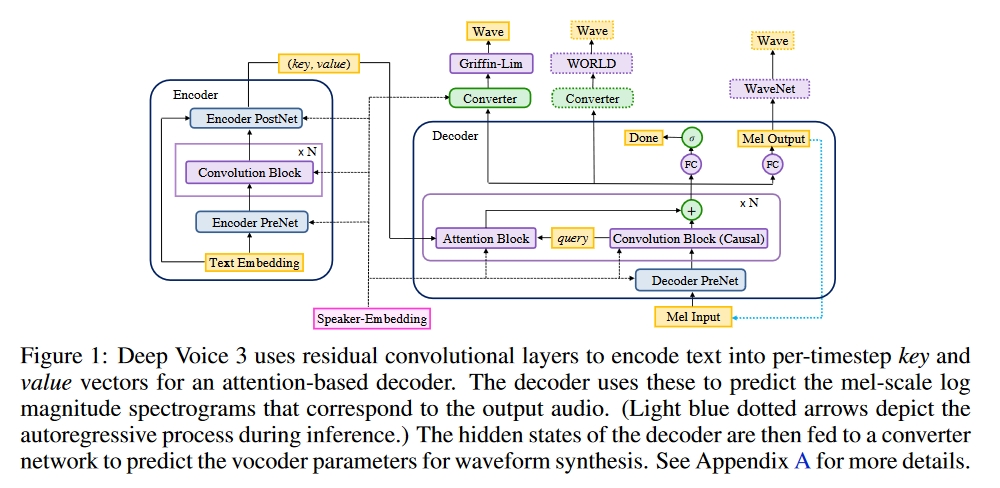 Wave
Wave
Wave
(key, value)
Griffin-Lim
WORLD
WaveNet
Encoder
Converter
Converter
Encoder PostNet
Decoder
Done
σ
Mel Output
x N
FC
FC
Convolution Block
x N
Encoder PreNet
+
Attention Block
query
Convolution Block (Causal)
Text Embedding
Decoder PreNet
Speaker-Embedding
Mel Input
Figure 1: Deep Voice 3 uses residual convolutional layers to encode text into per-timestep key and
value vectors for an attention-based decoder. The decoder uses these to predict the mel-scale log
magnitude spectrograms that correspond to the output audio. (Light blue dotted arrows depict the
autoregressive process during inference.) The hidden states of the decoder are then fed to a converter
network to predict the vocoder parameters for waveform synthesis. See Appendix A for more details.